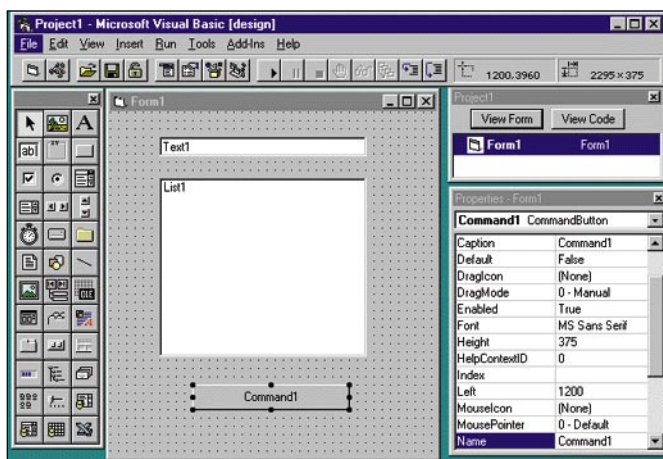 Project1 - Microsoft Visual Basic [design]
File Edit View Insert Run Tools Add-Ins Help
1200,3960 2295 × 375
A
ab
OLE
Form1
Text1
List1
Command1
Project1
View Form View Code
Form1 Form1
Properties - Form1
Command1 CommandButton
Caption Command1
Default False
DragIcon (None)
DragMode 0 - Manual
Enabled True
Font MS Sans Serif
Height 375
HelpContextID 0
Index
Left 1200
MouseIcon (None)
MousePointer 0 - Default
Name Command1